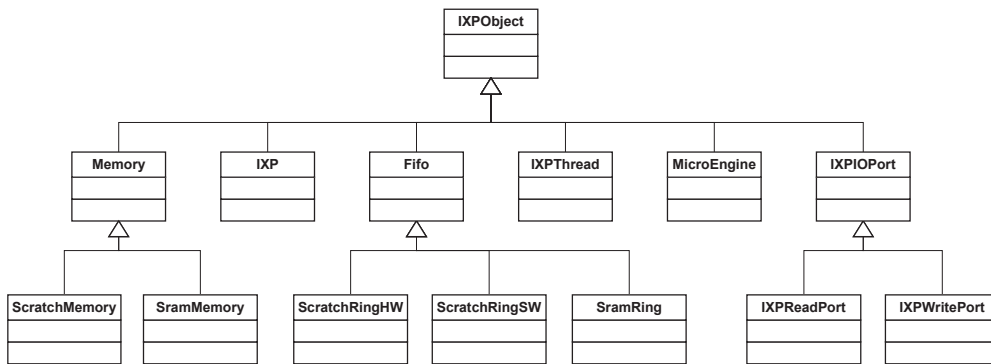 IXPObject
Memory
IXP
Fifo
IXPThread
MicroEngine
IXPIOPort
ScratchMemory
SramMemory
ScratchRingHW
ScratchRingSW
SramRing
IXPReadPort
IXPWritePort